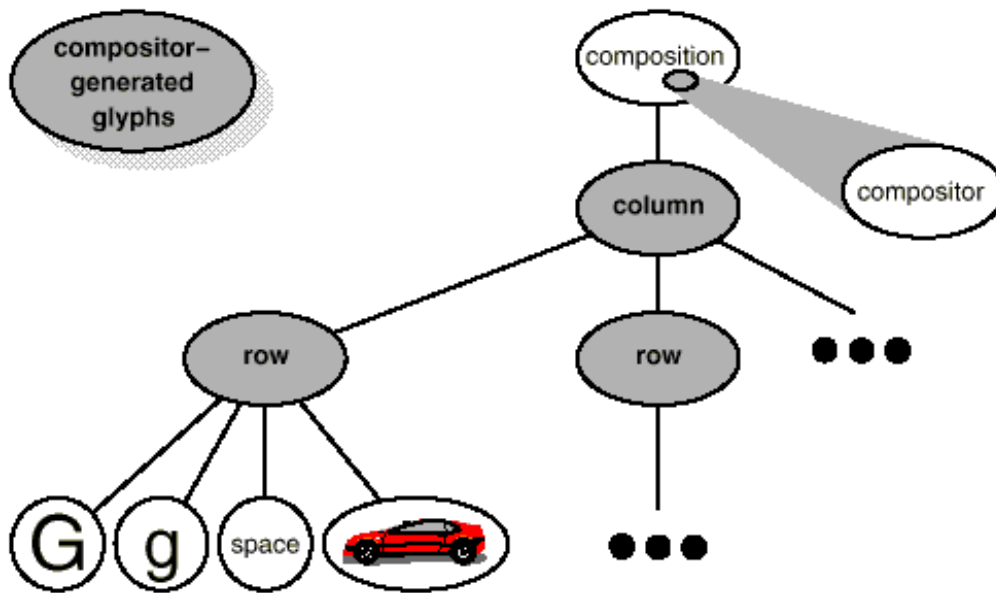 compositor–
generated
glyphs
composition
compositor
column
row
row
G
g
space